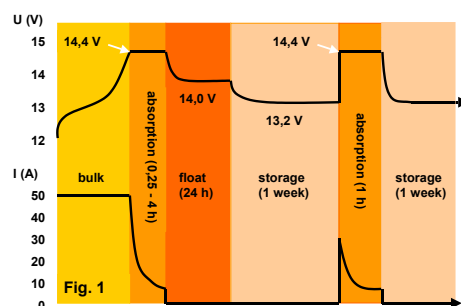 U (V)
15
14
13
12
14,4 V
14,0 V
13,2 V
14,4 V
I (A)
50
40
30
20
10
0
bulk
absorption (0,25 - 4 h)
float
(24 h)
storage
(1 week)
absorption (1 h)
storage
(1 week)
Fig. 1